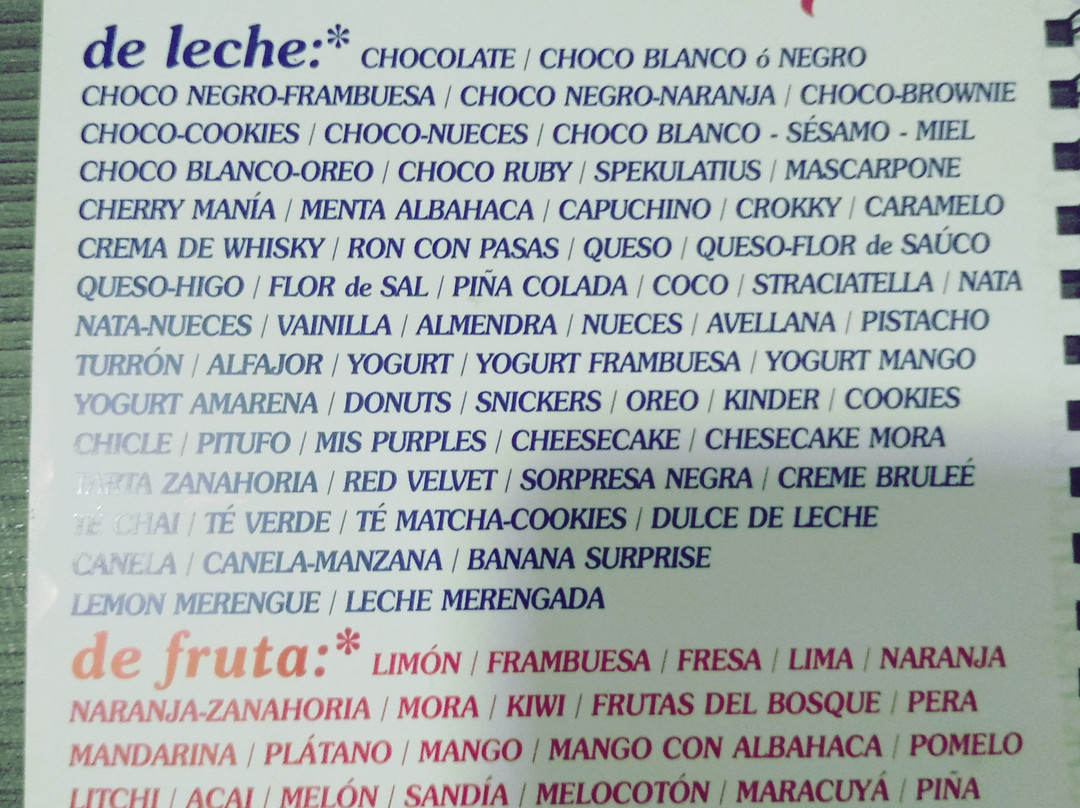 de leche:* CHOCOLATE / CHOCO BLANCO ó NEGRO
CHOCO NEGRO-FRAMBUESA / CHOCO NEGRO-NARANJA / CHOCO-BROWNIE
CHOCO-COOKIES / CHOCO-NUECES / CHOCO BLANCO - SÉSAMO - MIEL
CHOCO BLANCO-OREO / CHOCO RUBY / SPEKULATIUS / MASCARPONE
CHERRY MANÍA / MENTA ALBAHACA / CAPUCHINO / CROKKY / CARAMELO
CREMA DE WHISKY / RON CON PASAS / QUESO / QUESO-FLOR de SAÚCO
QUESO-HIGO / FLOR de SAL / PIÑA COLADA / COCO / STRACIATELLA / NATA
NATA-NUECES / VAINILLA / ALMENDRA / NUECES / AVELLANA / PISTACHO
TURRÓN / ALFAJOR / YOGURT / YOGURT FRAMBUESA / YOGURT MANGO
YOGURT AMARENA / DONUTS / SNICKERS / OREO / KINDER / COOKIES
CHICLE / PITUFO / MIS PURPLES / CHEESECAKE / CHESECAKE MORA
TARTA ZANAHORIA / RED VELVET / SORPRESA NEGRA / CREME BRULEÉ
TÉ CHAI / TÉ VERDE / TÉ MATCHA-COOKIES / DULCE DE LECHE
CANELA / CANELA-MANZANA / BANANA SURPRISE
LEMON MERENGUE / LECHE MERENGADA
de fruta:* LIMÓN / FRAMBUESA / FRESA / LIMA / NARANJA
NARANJA-ZANAHORIA / MORA / KIWI / FRUTAS DEL BOSQUE / PERA
MANDARINA / PLÁTANO / MANGO / MANGO CON ALBAHACA / POMELO
LITCHI / AÇAI / MELÓN / SANDÍA / MELOCOTÓN / MARACUYÁ / PIÑA